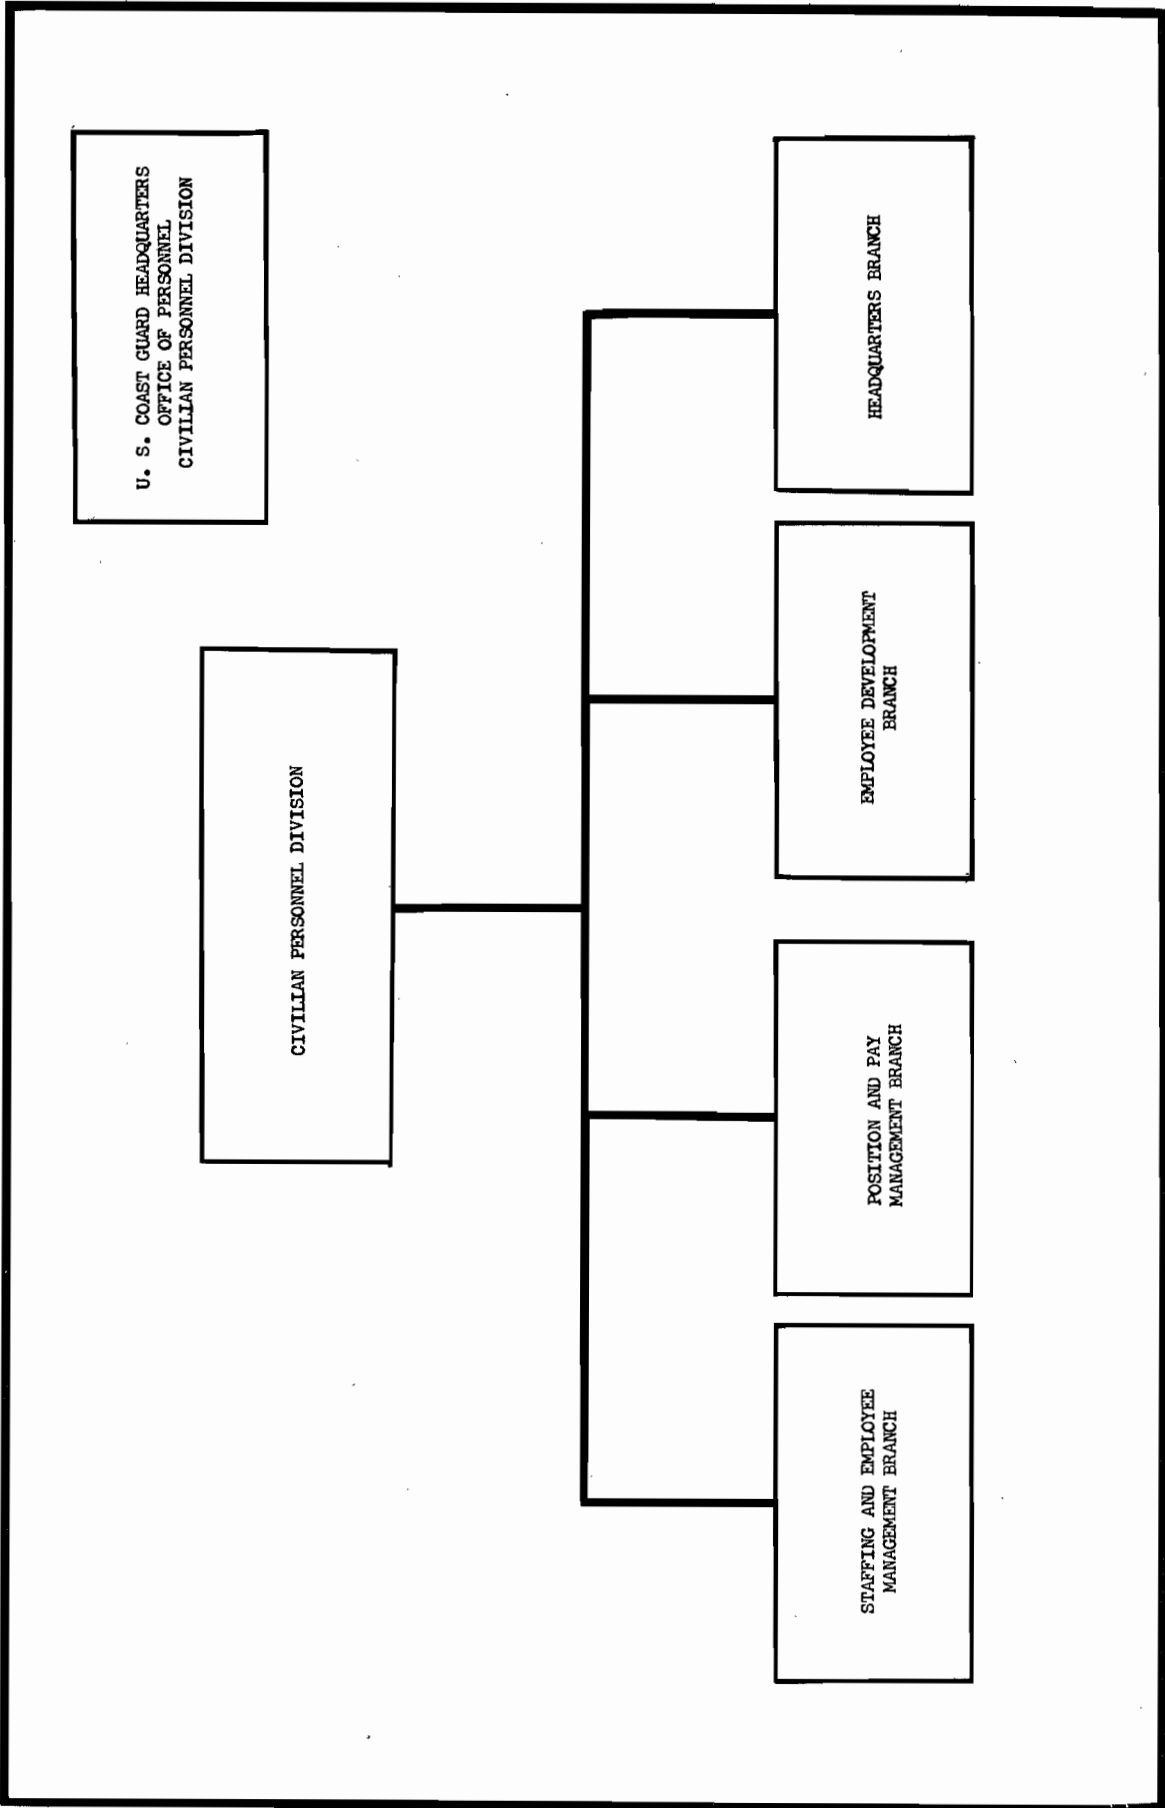 U. S. COAST GUARD HEADQUARTERS
OFFICE OF PERSONNEL
CIVILIAN PERSONNEL DIVISION
CIVILIAN PERSONNEL DIVISION
STAFFING AND EMPLOYEE
MANAGEMENT BRANCH
POSITION AND PAY
MANAGEMENT BRANCH
EMPLOYEE DEVELOPMENT
BRANCH
HEADQUARTERS BRANCH